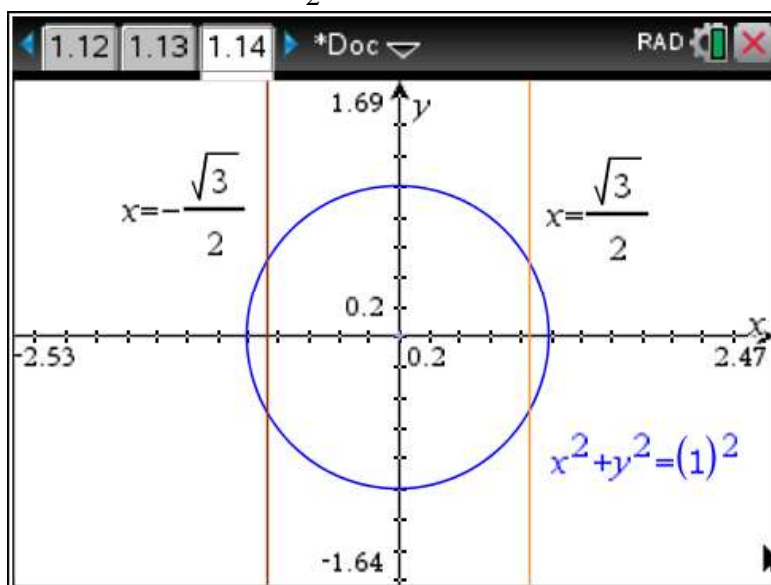 2
1.12 1.13 1.14 *Doc RAD
1.69 y
x=-√3/2 x=√3/2
0.2
x
-2.53 0.2 2.47
x²+y²=(1)²
-1.64